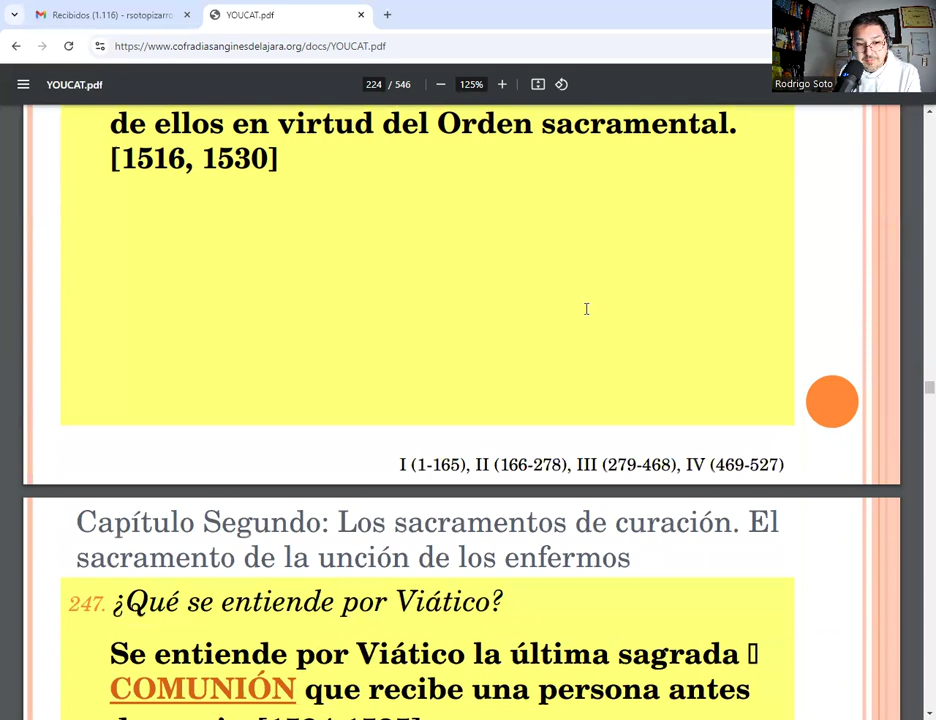 Recibidos (1.116) - rsotopizarro
YOUCAT.pdf
https://www.cofradiasanginesdelajara.org/docs/YOUCAT.pdf
YOUCAT.pdf
224 / 546
125%
Rodrigo Soto
de ellos en virtud del Orden sacramental.
[1516, 1530]
I (1-165), II (166-278), III (279-468), IV (469-527)
Capítulo Segundo: Los sacramentos de curación. El
sacramento de la unción de los enfermos
247. ¿Qué se entiende por Viático?
Se entiende por Viático la última sagrada
COMUNIÓN que recibe una persona antes